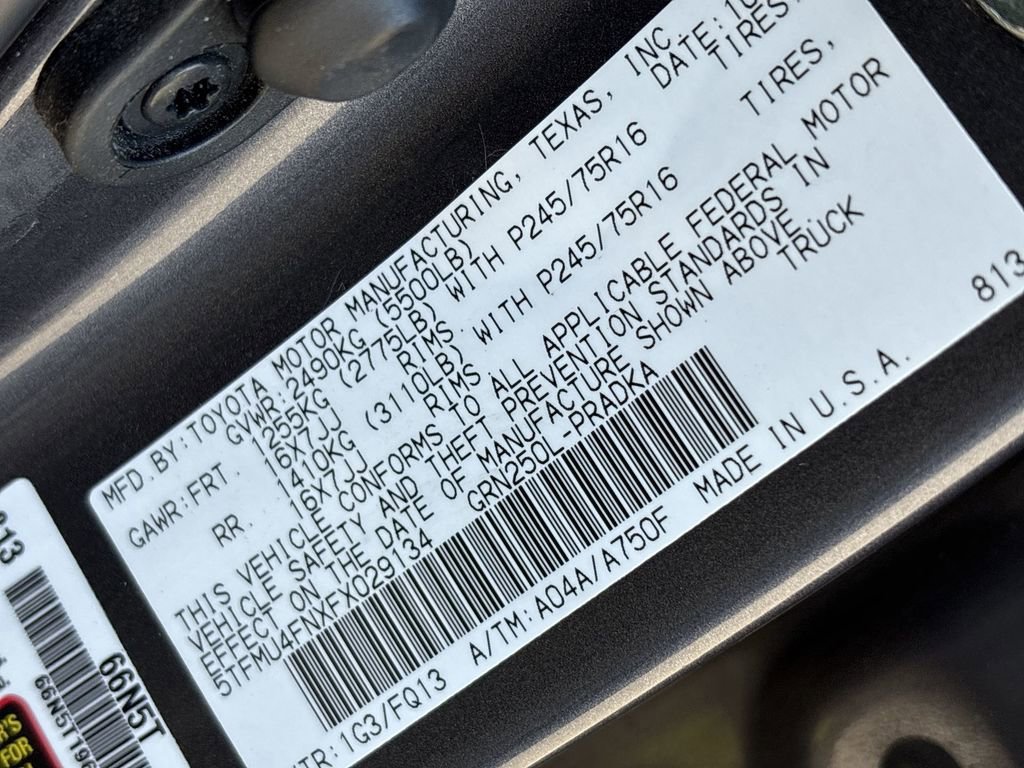 MFD.BY:TOYOTA MOTOR MANUFACTURING, TEXAS, INC.
GVWR:2490KG (5500LB) DATE:10
GAWR:FRT. 1255KG (2775LB) WITH P245/75R16 TIRES,
16X7JJ RIMS
RR. 1410KG (3110LB) WITH P245/75R16 TIRES,
16X7JJ RIMS
THIS VEHICLE CONFORMS TO ALL APPLICABLE FEDERAL MOTOR
VEHICLE SAFETY AND THEFT PREVENTION STANDARDS IN
EFFECT ON THE DATE OF MANUFACTURE SHOWN ABOVE.
5TFMU4FNXFX029134 GRN250L-PRADKA TRUCK
813
TR:1G3/FQ13 A/TM:A04A/A750F MADE IN U.S.A.
66N5T
66N5T196
FOR